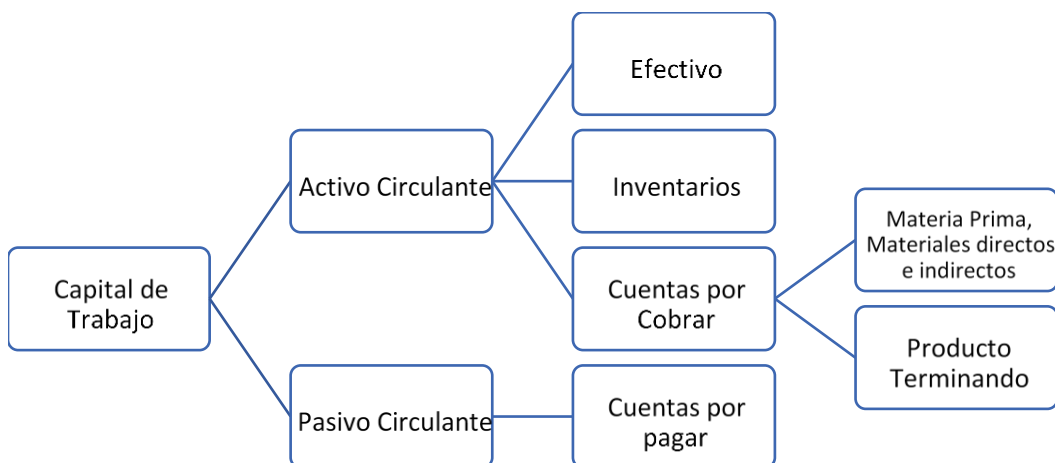 Capital de
Trabajo
Activo Circulante
Efectivo
Inventarios
Cuentas por
Cobrar
Materia Prima,
Materiales directos
e indirectos
Producto
Terminando
Pasivo Circulante
Cuentas por
pagar